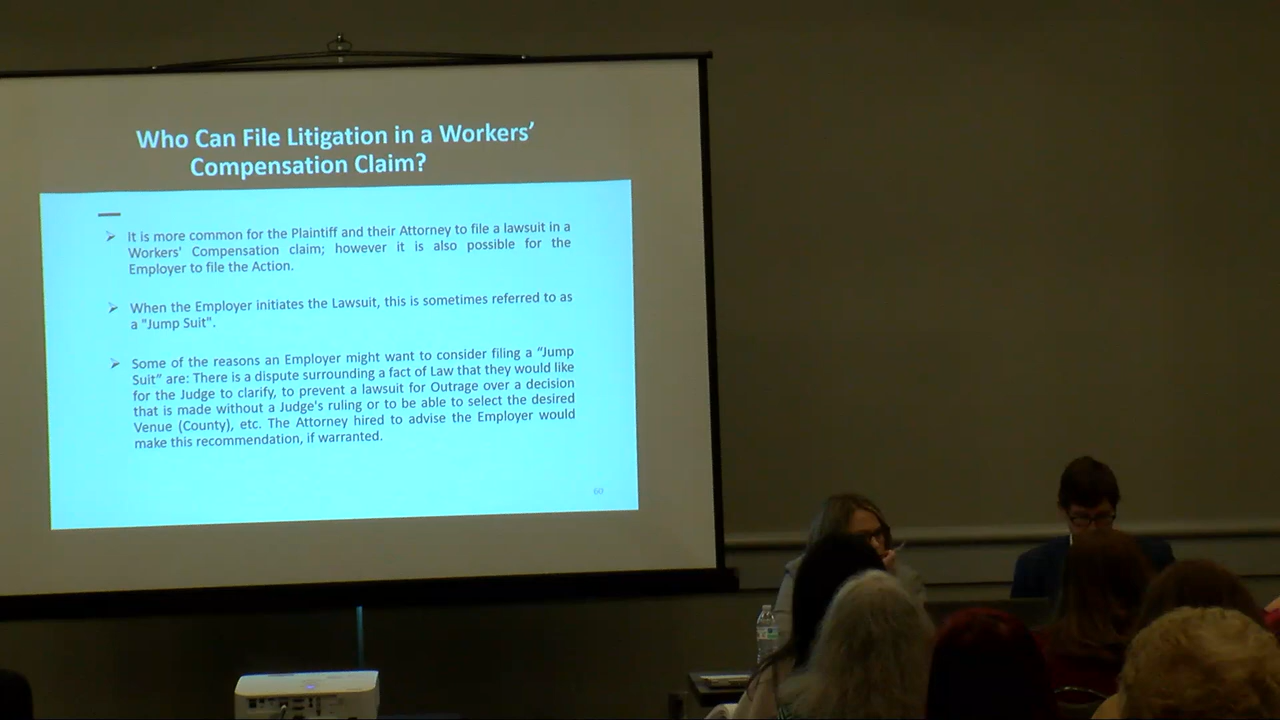 Who Can File Litigation in a Workers’
Compensation Claim?
It is more common for the Plaintiff and their Attorney to file a lawsuit in a
Workers' Compensation claim; however it is also possible for the
Employer to file the Action.
When the Employer initiates the Lawsuit, this is sometimes referred to as
a "Jump Suit".
Some of the reasons an Employer might want to consider filing a “Jump
Suit” are: There is a dispute surrounding a fact of Law that they would like
for the Judge to clarify, to prevent a lawsuit for Outrage over a decision
that is made without a Judge's ruling or to be able to select the desired
Venue (County), etc. The Attorney hired to advise the Employer would
make this recommendation, if warranted.
60